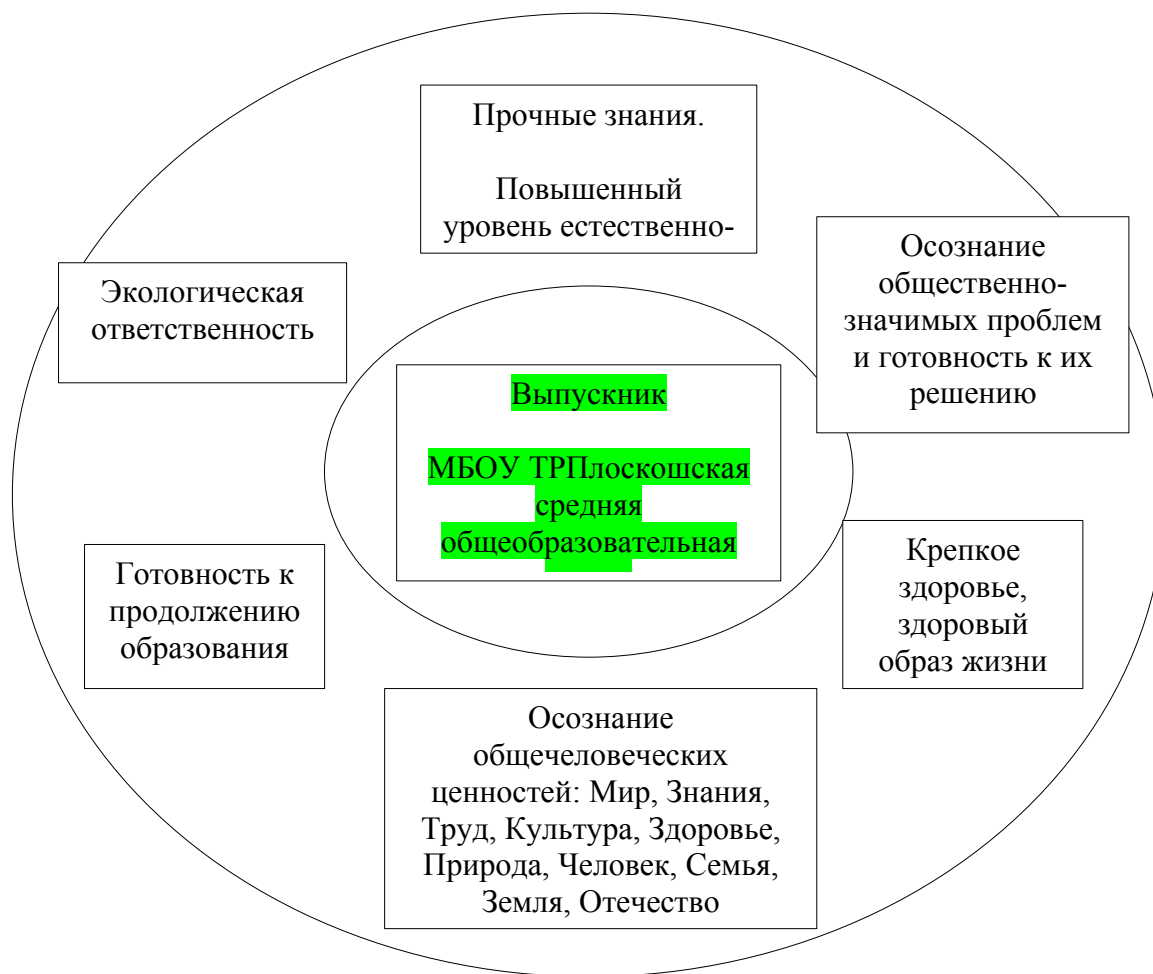 Прочные знания.
Повышенный
уровень естественно-
Экологическая
ответственность
Осознание
общественно-
значимых проблем
и готовность к их
решению
Выпускник
МБОУ ТРПлоскошская
средняя
общеобразовательная
Готовность к
продолжению
образования
Крепкое
здоровье,
здоровый
образ жизни
Осознание
общечеловеческих
ценностей: Мир, Знания,
Труд, Культура, Здоровье,
Природа, Человек, Семья,
Земля, Отечество